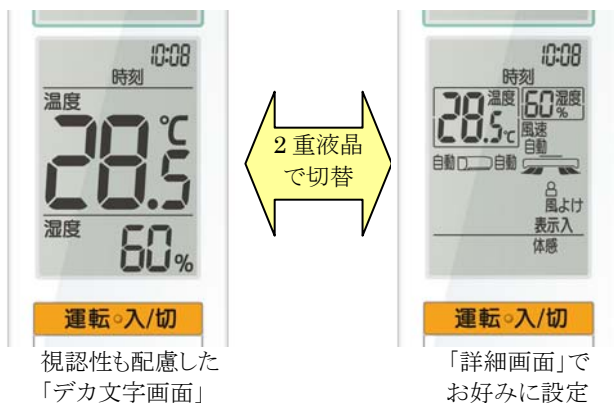 10:08
時刻
温度
28.5℃
湿度
60%
運転◦入/切
視認性も配慮した
「デカ文字画面」
2 重液晶
で切替
10:08
時刻
28.5℃ 温度 60% 湿度
風速
自動
自動 自動
風よけ
表示入
体感
運転◦入/切
「詳細画面」で
お好みに設定